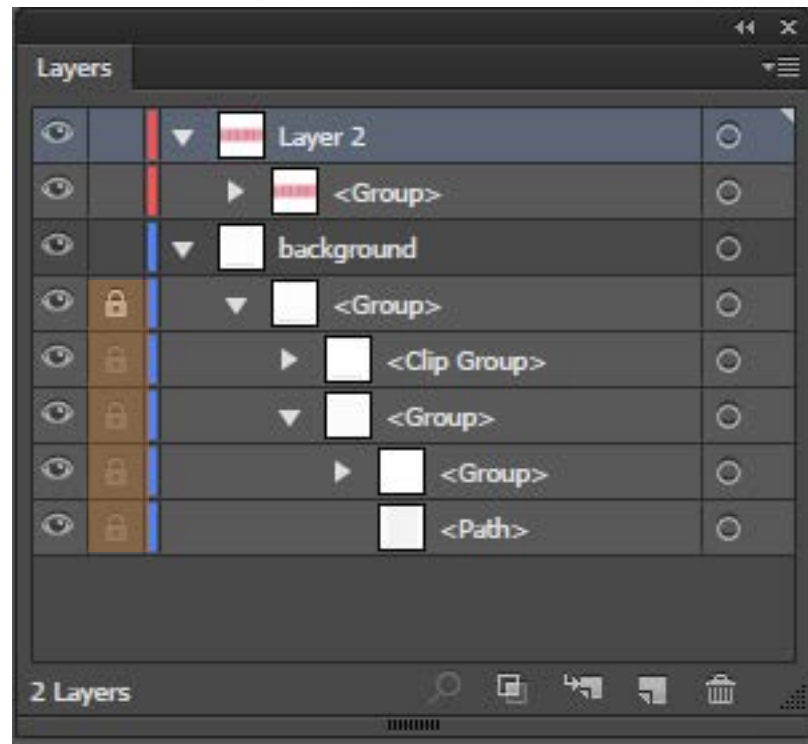 Layers
Layer 2
<Group>
background
<Group>
<Clip Group>
<Group>
<Group>
<Path>
2 Layers